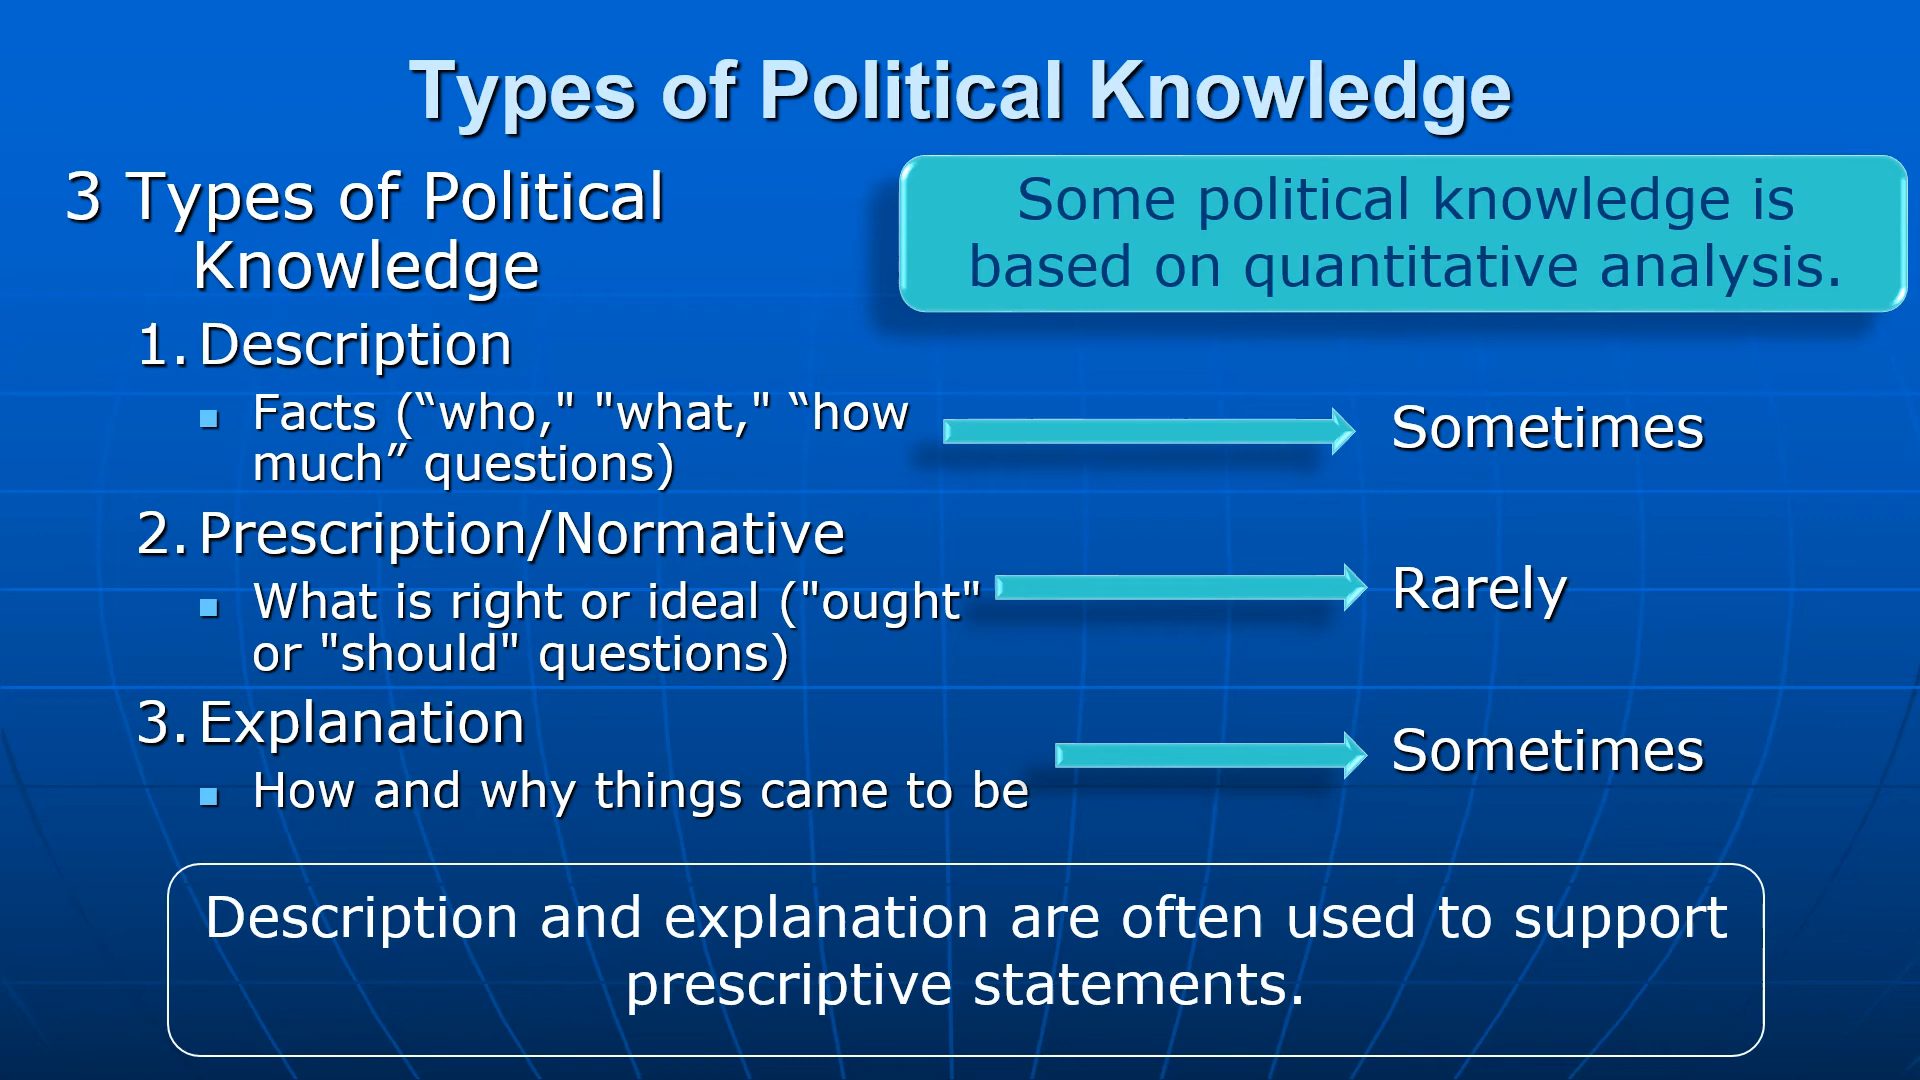 Types of Political Knowledge
3 Types of Political
Knowledge
Some political knowledge is
based on quantitative analysis.
1. Description
Facts (“who," "what," “how
much” questions)
Sometimes
2. Prescription/Normative
What is right or ideal ("ought"
or "should" questions)
Rarely
3. Explanation
How and why things came to be
Sometimes
Description and explanation are often used to support
prescriptive statements.